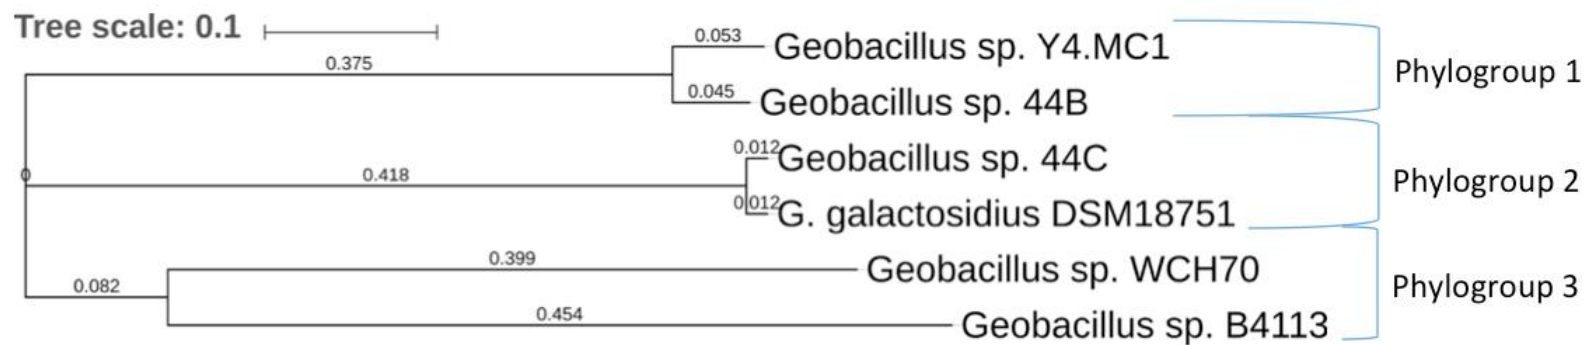 Tree scale: 0.1
0.053
Geobacillus sp. Y4.MC1
0.375
Phylogroup 1
0.045
Geobacillus sp. 44B
0.012
Geobacillus sp. 44C
0
0.418
Phylogroup 2
0.012
G. galactosidius DSM18751
0.399
Geobacillus sp. WCH70
0.082
Phylogroup 3
0.454
Geobacillus sp. B4113